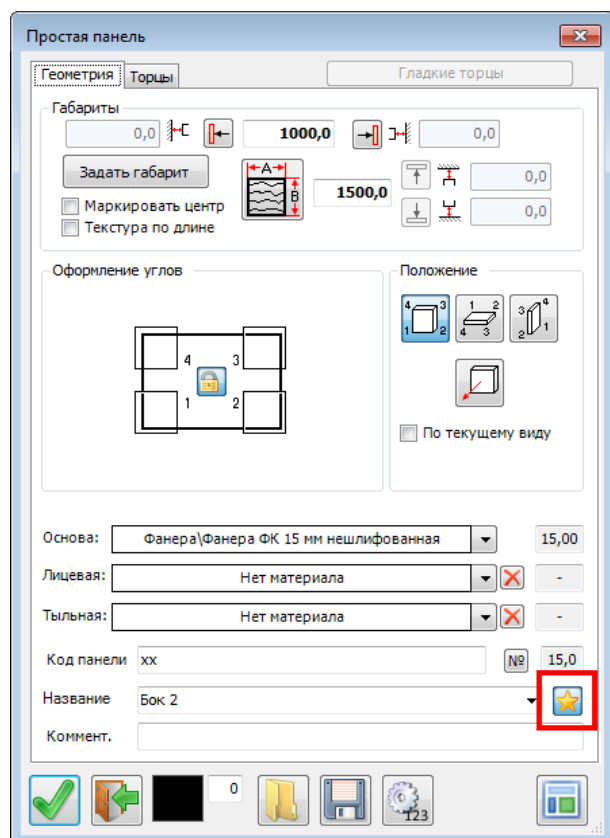 Простая панель
Геометрия Торцы Гладкие торцы
Габариты
0,0 1000,0 0,0
Задать габарит A B 1500,0 0,0
Маркировать центр 0,0
Текстура по длине
Оформление углов Положение
4 3 1 2
4 3 1 2 4 3 3 4 2 1
По текущему виду
Основа: Фанера\Фанера ФК 15 мм нешлифованная 15,00
Лицевая: Нет материала -
Тыльная: Нет материала -
Код панели xx № 15,0
Название Бок 2
Коммент.
0 123